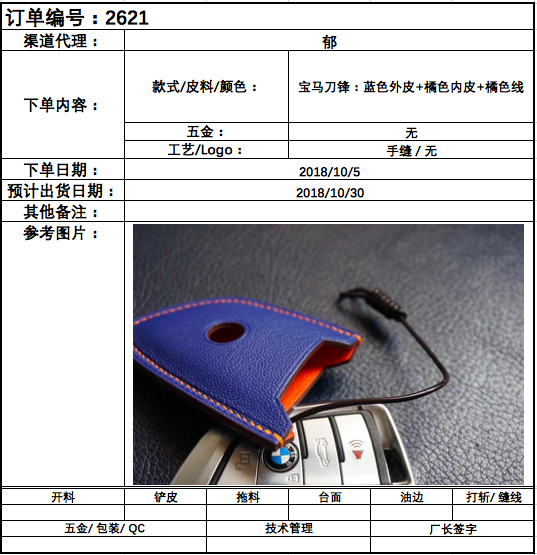 订单编号：2621
渠道代理： 郁
下单内容： 款式/皮料/颜色： 宝马刀锋：蓝色外皮+橘色内皮+橘色线
五金： 无
工艺/Logo： 手缝 / 无
下单日期： 2018/10/5
预计出货日期： 2018/10/30
其他备注：
参考图片：
BMW
开料 铲皮 拖料 台面 油边 打斩/ 缝线
五金/ 包装/ QC 技术管理 厂长签字